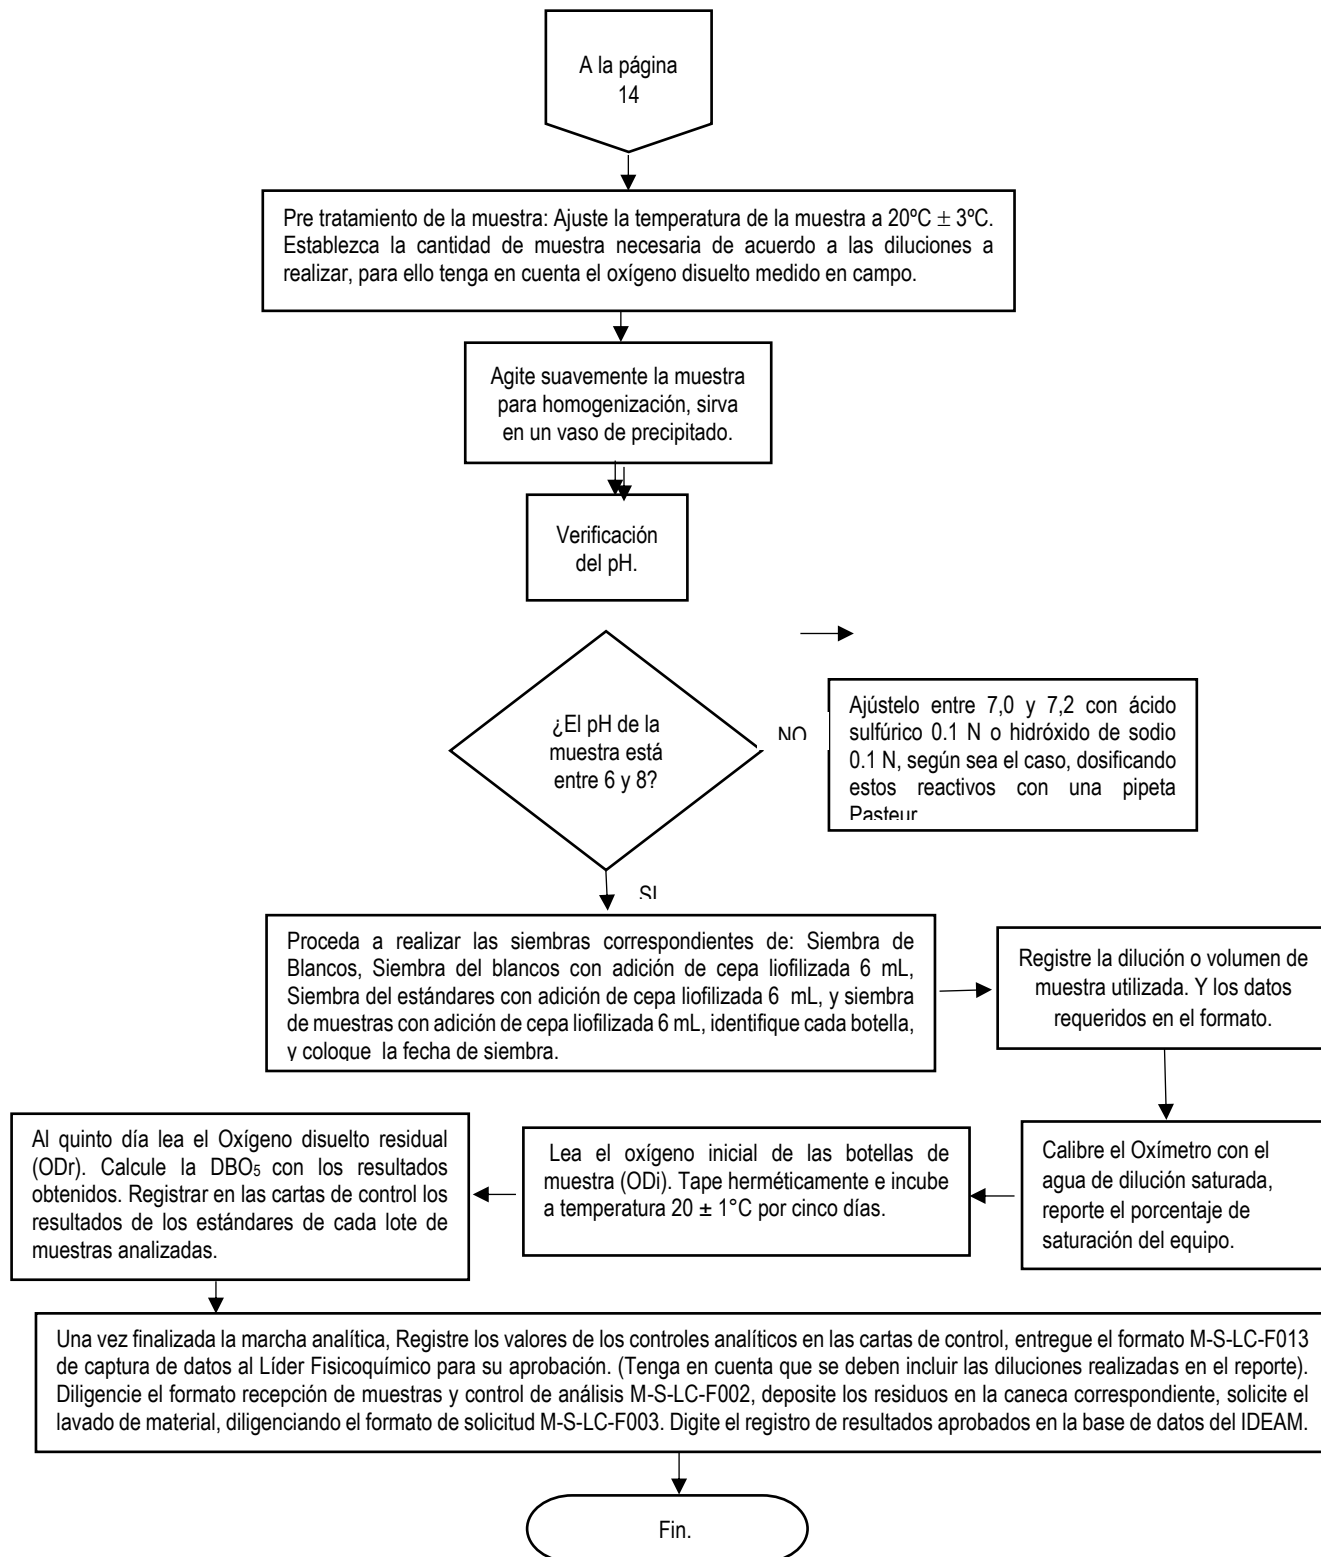 A la página
14
Pre tratamiento de la muestra: Ajuste la temperatura de la muestra a 20ºC ± 3ºC.
Establezca la cantidad de muestra necesaria de acuerdo a las diluciones a
realizar, para ello tenga en cuenta el oxígeno disuelto medido en campo.
Agite suavemente la muestra
para homogenización, sirva
en un vaso de precipitado.
Verificación
del pH.
¿El pH de la
muestra está
entre 6 y 8?
NO
Ajústelo entre 7,0 y 7,2 con ácido
sulfúrico 0.1 N o hidróxido de sodio
0.1 N, según sea el caso, dosificando
estos reactivos con una pipeta
Pasteur
SI
Proceda a realizar las siembras correspondientes de: Siembra de
Blancos, Siembra del blancos con adición de cepa liofilizada 6 mL,
Siembra del estándares con adición de cepa liofilizada 6 mL, y siembra
de muestras con adición de cepa liofilizada 6 mL, identifique cada botella,
y coloque la fecha de siembra.
Registre la dilución o volumen de
muestra utilizada. Y los datos
requeridos en el formato.
Calibre el Oxímetro con el
agua de dilución saturada,
reporte el porcentaje de
saturación del equipo.
Lea el oxígeno inicial de las botellas de
muestra (ODi). Tape herméticamente e incube
a temperatura 20 ± 1°C por cinco días.
Al quinto día lea el Oxígeno disuelto residual
(ODr). Calcule la DBO₅ con los resultados
obtenidos. Registrar en las cartas de control los
resultados de los estándares de cada lote de
muestras analizadas.
Una vez finalizada la marcha analítica, Registre los valores de los controles analíticos en las cartas de control, entregue el formato M-S-LC-F013
de captura de datos al Líder Fisicoquímico para su aprobación. (Tenga en cuenta que se deben incluir las diluciones realizadas en el reporte).
Diligencie el formato recepción de muestras y control de análisis M-S-LC-F002, deposite los residuos en la caneca correspondiente, solicite el
lavado de material, diligenciando el formato de solicitud M-S-LC-F003. Digite el registro de resultados aprobados en la base de datos del IDEAM.
Fin.